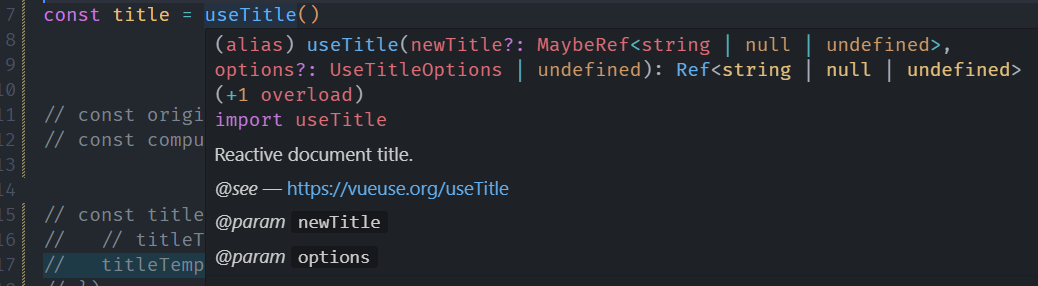 7 const title = useTitle()
8 (alias) useTitle(newTitle?: MaybeRef<string | null | undefined>,
9 options?: UseTitleOptions | undefined): Ref<string | null | undefined>
10 (+1 overload)
11 // const origi import useTitle
12 // const compu
13 Reactive document title.
14 @see — https://vueuse.org/useTitle
15 // const title @param newTitle
16 // // titleT
17 // titleTemp @param options
18 // })